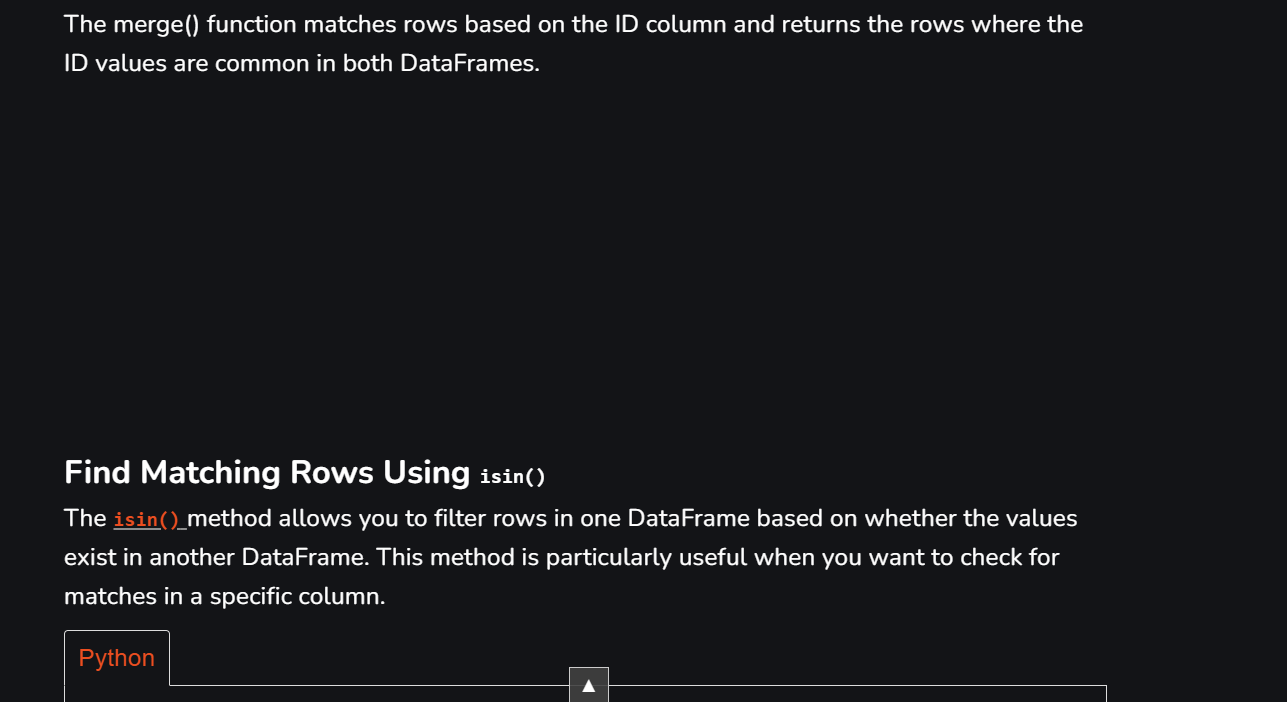 The merge() function matches rows based on the ID column and returns the rows where the
ID values are common in both DataFrames.
Find Matching Rows Using isin()
The isin() method allows you to filter rows in one DataFrame based on whether the values
exist in another DataFrame. This method is particularly useful when you want to check for
matches in a specific column.
Python